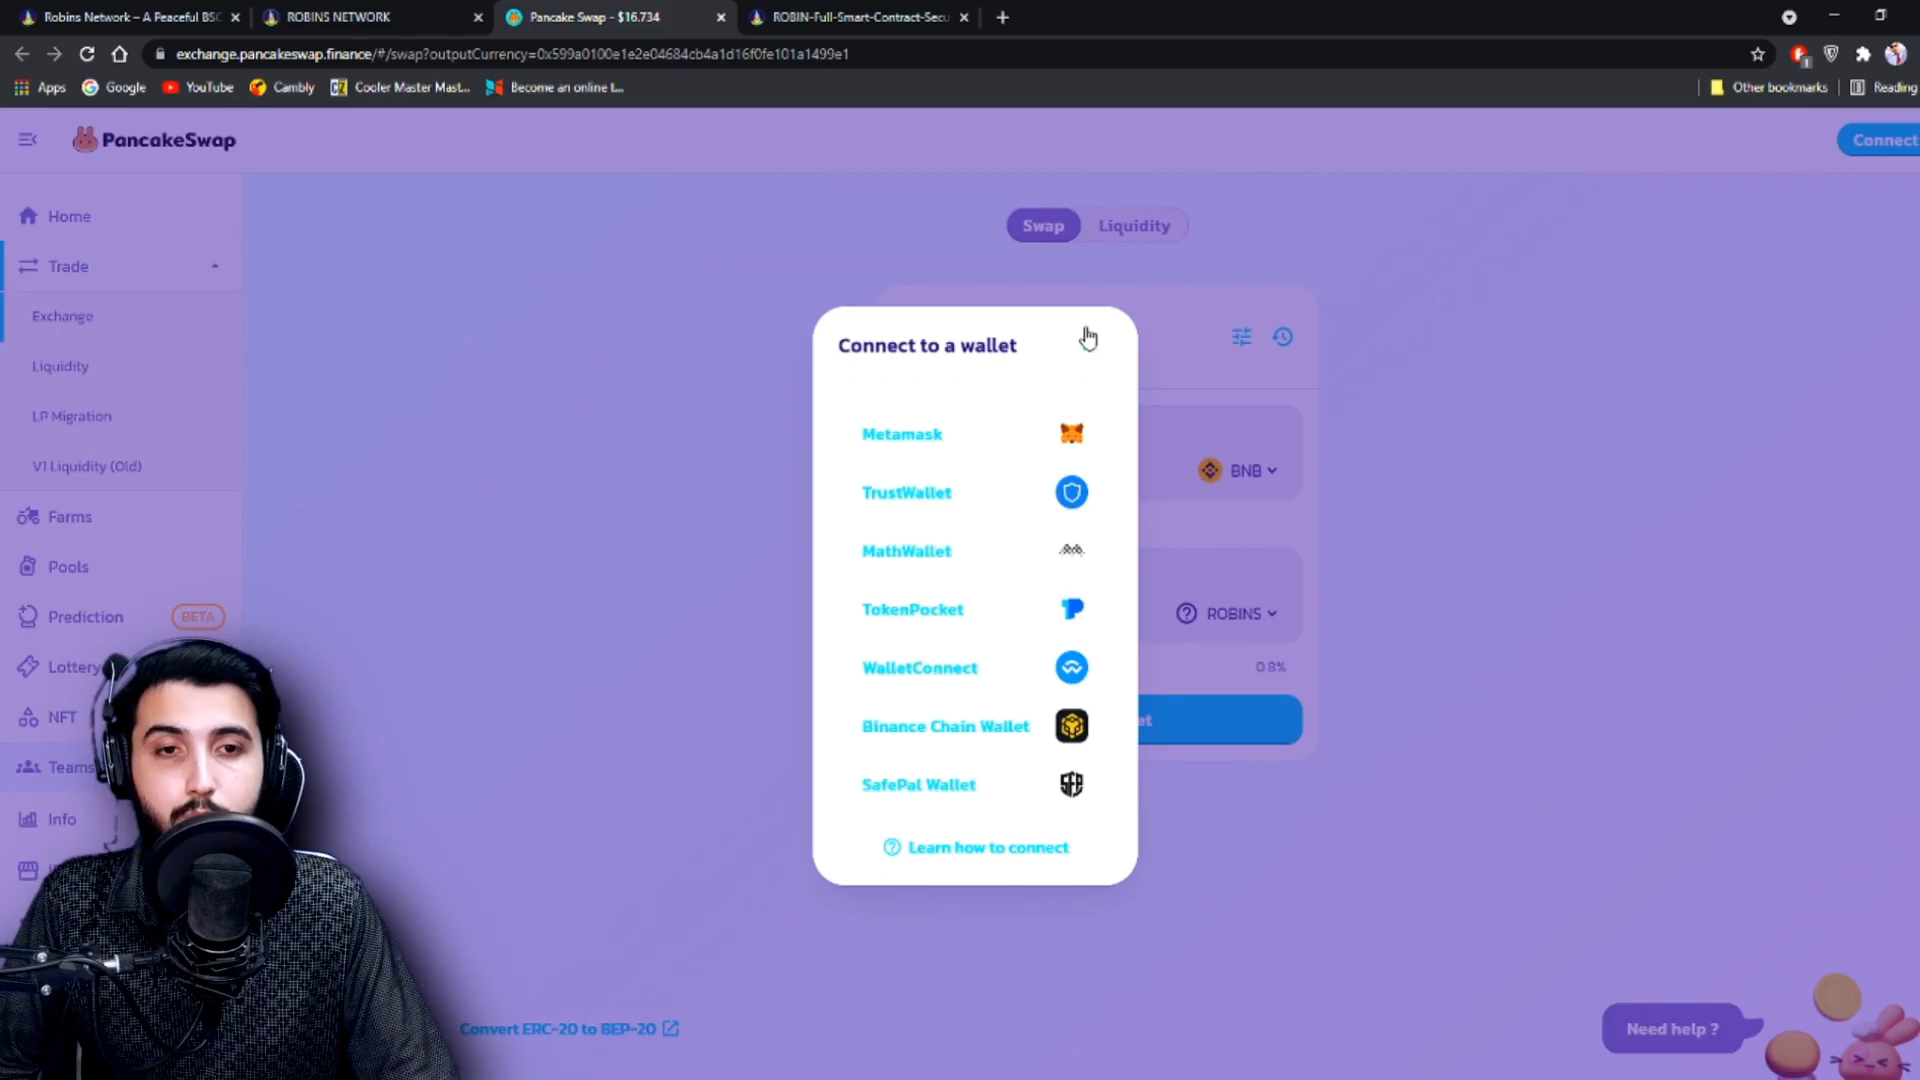 Robins Network – A Peaceful BSC
ROBINS NETWORK
Pancake Swap - $16.734
ROBIN-Full-Smart-Contract-Secu
exchange.pancakeswap.finance/#/swap?outputCurrency=0x599a0100e1e2e04684cb4a1d16f0fe101a1499e1
Apps
Google
YouTube
Cambly
Cooler Master Mast...
Become an online t...
Other bookmarks
Reading
PancakeSwap
Connect
Home
Trade
Exchange
Liquidity
LP Migration
V1 Liquidity (Old)
Farms
Pools
Prediction BETA
Lottery
NFT
Teams
Info
Swap
Liquidity
Connect to a wallet
Metamask
TrustWallet
MathWallet
TokenPocket
WalletConnect
Binance Chain Wallet
SafePal Wallet
Learn how to connect
BNB
ROBINS
0.8%
et
Convert ERC-20 to BEP-20
Need help ?